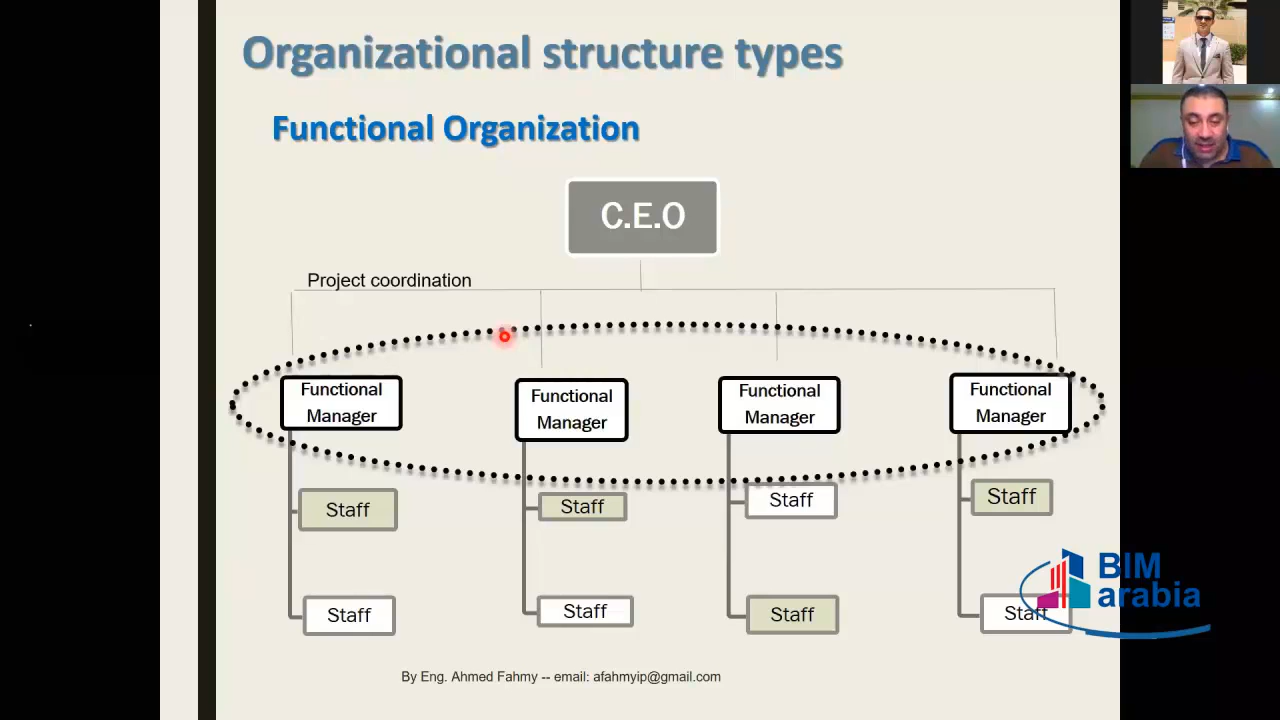 Organizational structure types
Functional Organization
C.E.O
Project coordination
Functional
Manager
Functional
Manager
Functional
Manager
Functional
Manager
Staff
Staff
Staff
Staff
Staff
Staff
Staff
Staff
BIM
arabia
By Eng. Ahmed Fahmy -- email: afahmyip@gmail.com